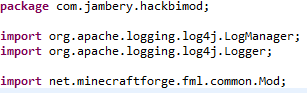 package com.jambery.hackbimod;
import org.apache.logging.log4j.LogManager;
import org.apache.logging.log4j.Logger;
import net.minecraftforge.fml.common.Mod;